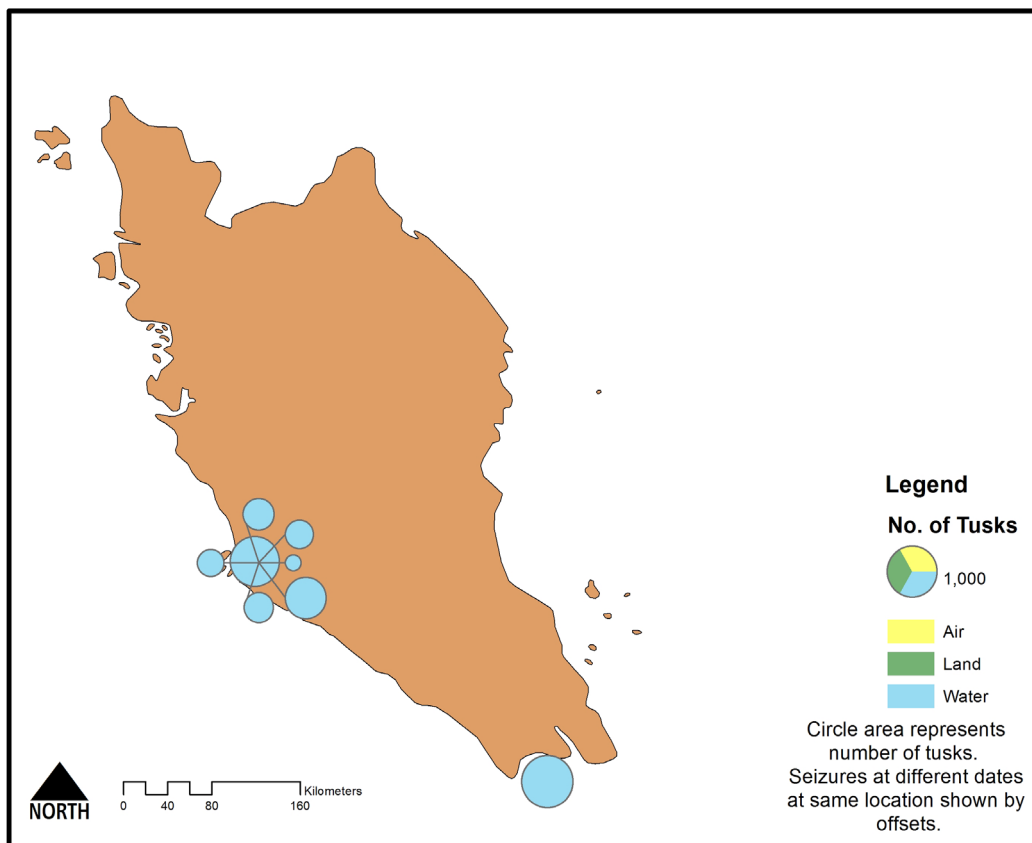 Legend
No. of Tusks
1,000
Air
Land
Water
Circle area represents
number of tusks.
Seizures at different dates
at same location shown by
offsets.
NORTH
Kilometers
0 40 80 160